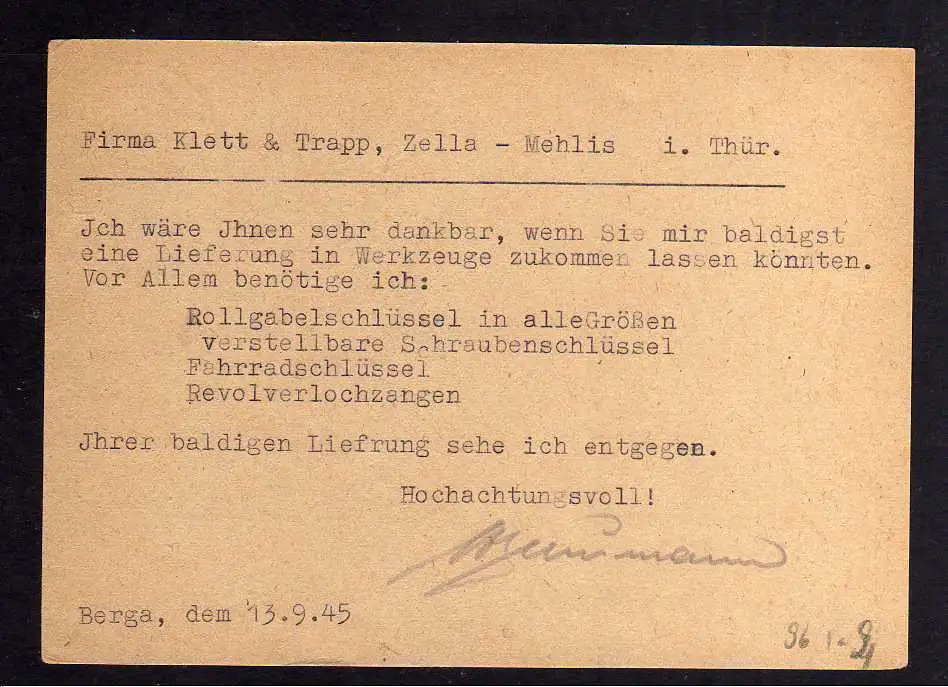 Firma Klett & Trapp, Zella - Mehlis i. Thür.
Jch wäre Jhnen sehr dankbar, wenn Sie mir baldigst
eine Lieferung in Werkzeuge zukommen lassen könnten.
Vor Allem benötige ich:
Rollgabelschlüssel in alleGrößen
verstellbare Schraubenschlüssel
Fahrradschlüssel
Revolverlochzangen
Jhrer baldigen Liefrung sehe ich entgegen.
Hochachtungsvoll!
Berga, dem 13.9.45
96